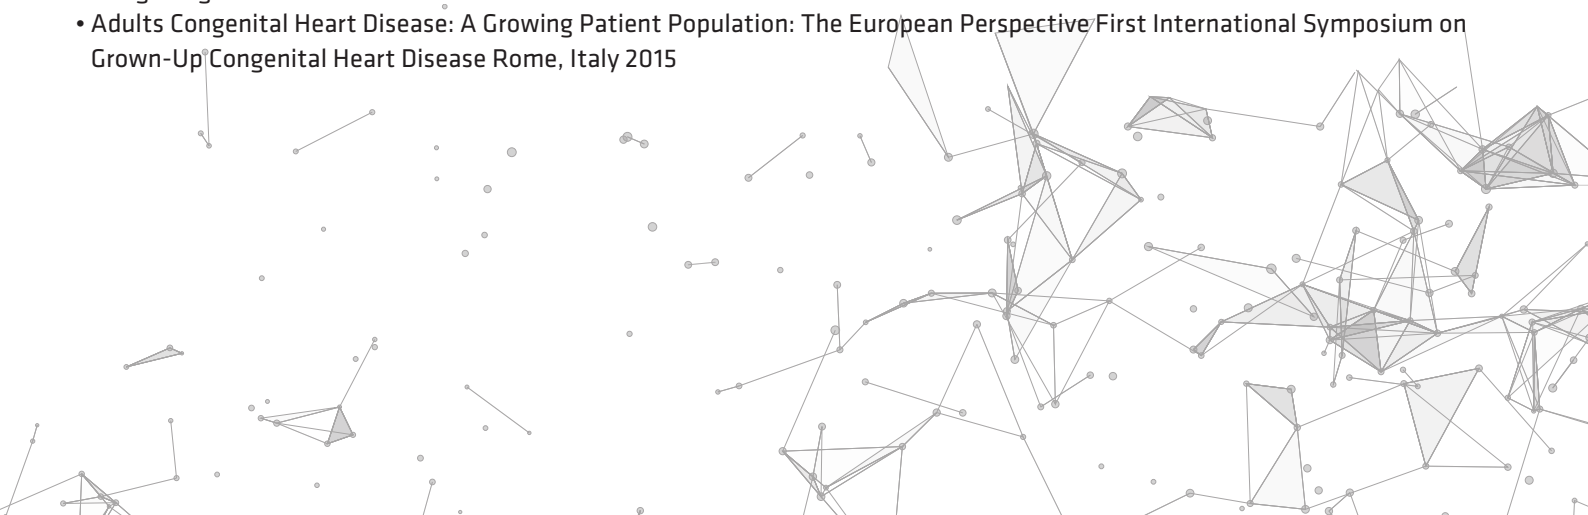 • Adults Congenital Heart Disease: A Growing Patient Population: The European Perspective First International Symposium on
Grown-Up Congenital Heart Disease Rome, Italy 2015